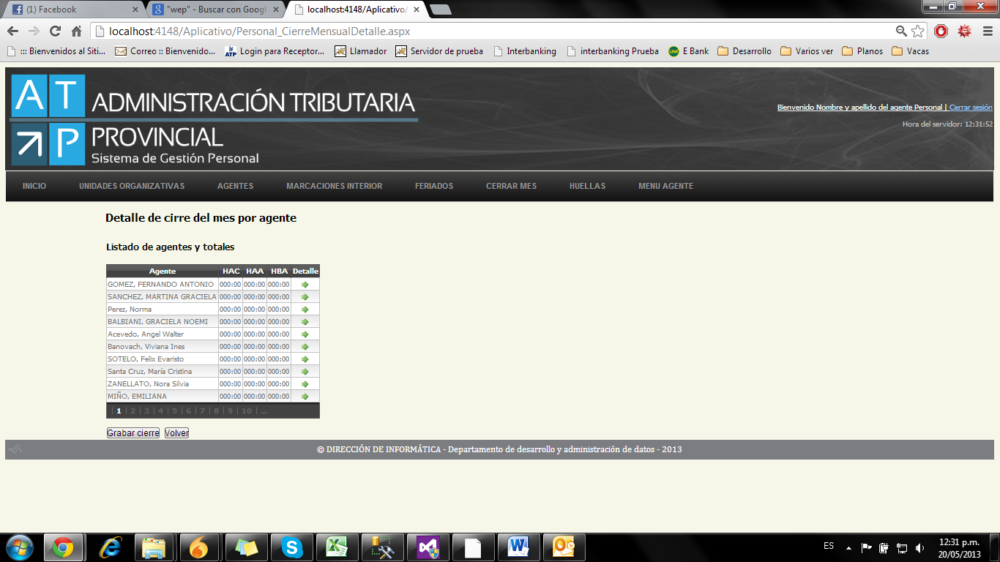 (1) Facebook
"wep" - Buscar con Googl
localhost:4148/Aplicativo/
localhost:4148/Aplicativo/Personal_CierreMensualDetalle.aspx
::: Bienvenidos al Siti...
Correo :: Bienvenido...
ATP Login para Receptor...
Llamador
Servidor de prueba
Interbanking
interbanking Prueba
LINK E Bank
Desarrollo
Varios ver
Planos
Vacas
AT P
ADMINISTRACIÓN TRIBUTARIA
PROVINCIAL
Sistema de Gestión Personal
Bienvenido Nombre y apellido del agente Personal | Cerrar sesión
Hora del servidor: 12:31:52
INICIO UNIDADES ORGANIZATIVAS AGENTES MARCACIONES INTERIOR FERIADOS CERRAR MES HUELLAS MENU AGENTE
Detalle de cirre del mes por agente
Listado de agentes y totales
Agente HAC HAA HBA Detalle
GOMEZ, FERNANDO ANTONIO 000:00 000:00 000:00
SANCHEZ, MARTINA GRACIELA 000:00 000:00 000:00
Perez, Norma 000:00 000:00 000:00
BALBIANI, GRACIELA NOEMI 000:00 000:00 000:00
Acevedo, Angel Walter 000:00 000:00 000:00
Banovach, Viviana Ines 000:00 000:00 000:00
SOTELO, Felix Evaristo 000:00 000:00 000:00
Santa Cruz, María Cristina 000:00 000:00 000:00
ZANELLATO, Nora Silvia 000:00 000:00 000:00
MIÑO, EMILIANA 000:00 000:00 000:00
| 1 | 2 | 3 | 4 | 5 | 6 | 7 | 8 | 9 | 10 | ...
Grabar cierre Volver
© DIRECCIÓN DE INFORMÁTICA - Departamento de desarrollo y administración de datos - 2013
ES
12:31 p.m.
20/05/2013